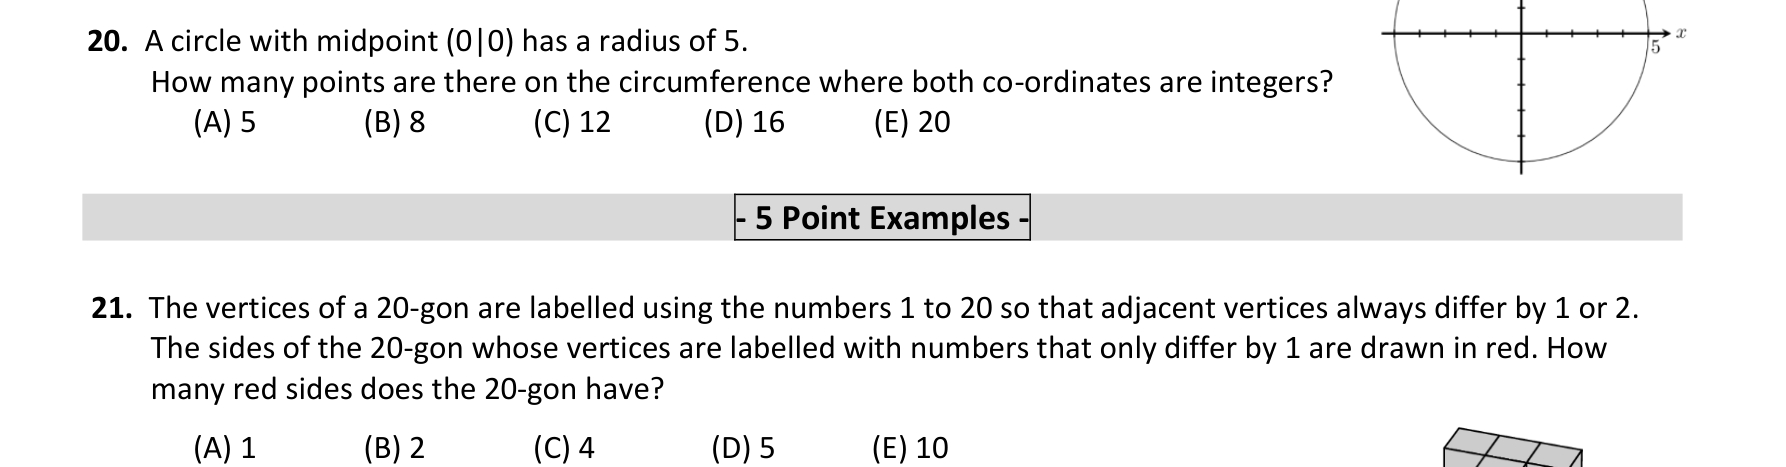 20. A circle with midpoint (0|0) has a radius of 5.
How many points are there on the circumference where both co-ordinates are integers?
(A) 5 (B) 8 (C) 12 (D) 16 (E) 20
5 x
- 5 Point Examples -
21. The vertices of a 20-gon are labelled using the numbers 1 to 20 so that adjacent vertices always differ by 1 or 2.
The sides of the 20-gon whose vertices are labelled with numbers that only differ by 1 are drawn in red. How
many red sides does the 20-gon have?
(A) 1 (B) 2 (C) 4 (D) 5 (E) 10